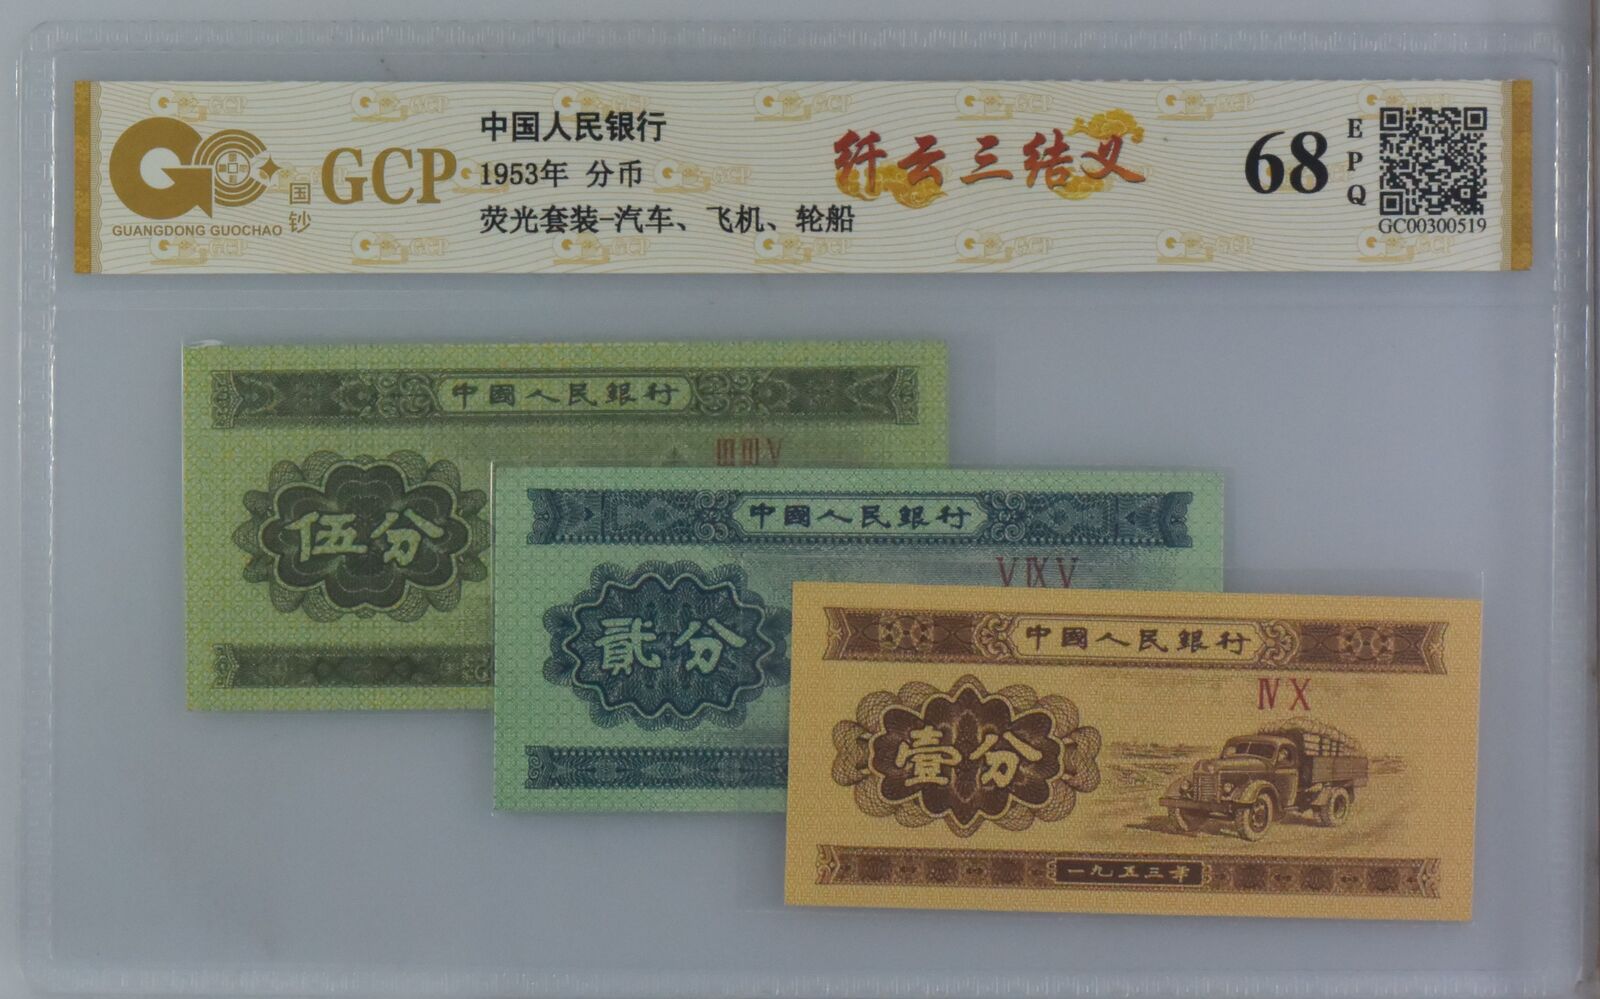 GUANGDONG GUOCHAO
国钞
GCP
中国人民银行
1953年 分币
荧光套装-汽车、飞机、轮船
纤云三结义
68
EPQ
GC00300519
中國人民銀行
ⅢⅢⅤ
伍分
中國人民銀行
ⅤⅨⅤ
貳分
中國人民銀行
ⅣⅩ
壹分
一九五三年